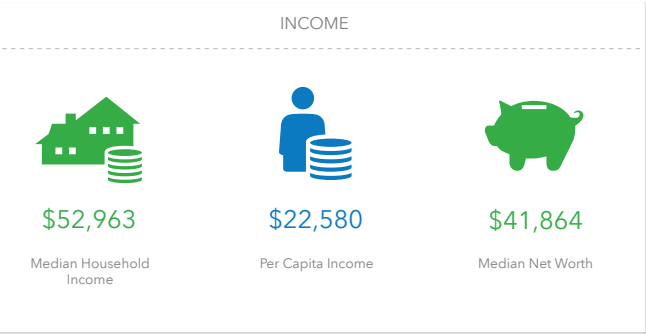 INCOME
$52,963
$22,580
$41,864
Median Household
Income
Per Capita Income
Median Net Worth